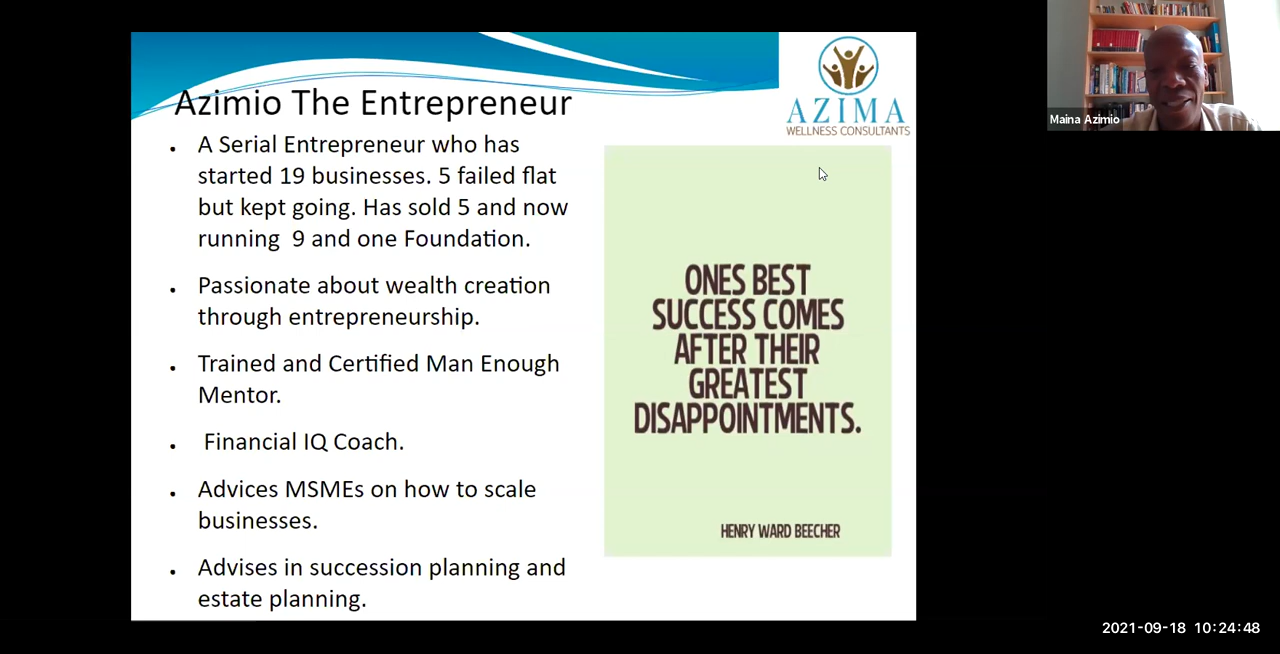 Azimio The Entrepreneur
• A Serial Entrepreneur who has
started 19 businesses. 5 failed flat
but kept going. Has sold 5 and now
running  9 and one Foundation.
• Passionate about wealth creation
through entrepreneurship.
• Trained and Certified Man Enough
Mentor.
• Financial IQ Coach.
• Advices MSMEs on how to scale
businesses.
• Advises in succession planning and
estate planning.
AZIMA
WELLNESS CONSULTANTS
ONES BEST
SUCCESS COMES
AFTER THEIR
GREATEST
DISAPPOINTMENTS.
HENRY WARD BEECHER
Maina Azimio
2021-09-18 10:24:48